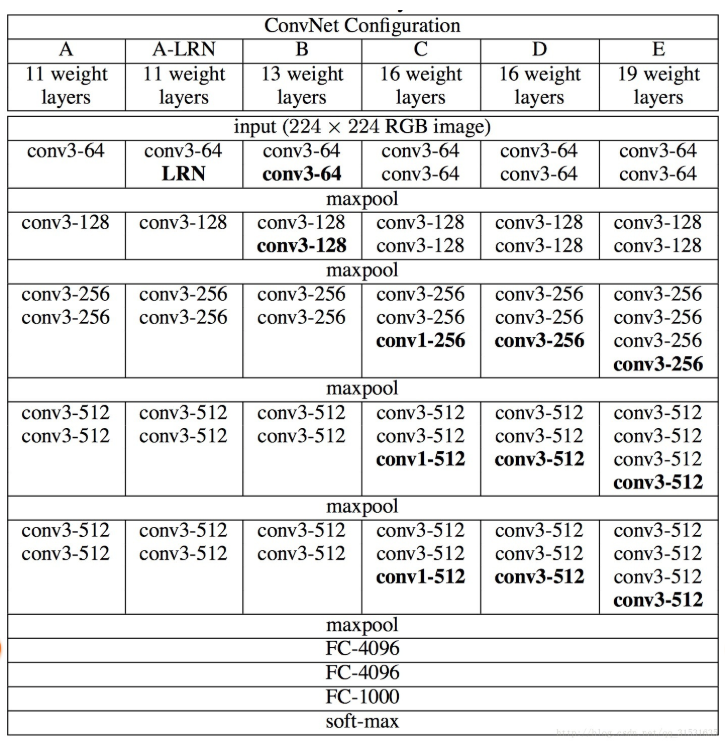 ConvNet Configuration
A A-LRN B C D E
11 weight layers 11 weight layers 13 weight layers 16 weight layers 16 weight layers 19 weight layers
input (224 × 224 RGB image)
conv3-64 conv3-64 conv3-64 conv3-64 conv3-64 conv3-64
LRN conv3-64 conv3-64 conv3-64 conv3-64
maxpool
conv3-128 conv3-128 conv3-128 conv3-128 conv3-128 conv3-128
conv3-128 conv3-128 conv3-128 conv3-128
maxpool
conv3-256 conv3-256 conv3-256 conv3-256 conv3-256 conv3-256
conv3-256 conv3-256 conv3-256 conv3-256 conv3-256 conv3-256
conv1-256 conv3-256 conv3-256
conv3-256
maxpool
conv3-512 conv3-512 conv3-512 conv3-512 conv3-512 conv3-512
conv3-512 conv3-512 conv3-512 conv3-512 conv3-512 conv3-512
conv1-512 conv3-512 conv3-512
conv3-512
maxpool
conv3-512 conv3-512 conv3-512 conv3-512 conv3-512 conv3-512
conv3-512 conv3-512 conv3-512 conv3-512 conv3-512 conv3-512
conv1-512 conv3-512 conv3-512
conv3-512
maxpool
FC-4096
FC-4096
FC-1000
soft-max